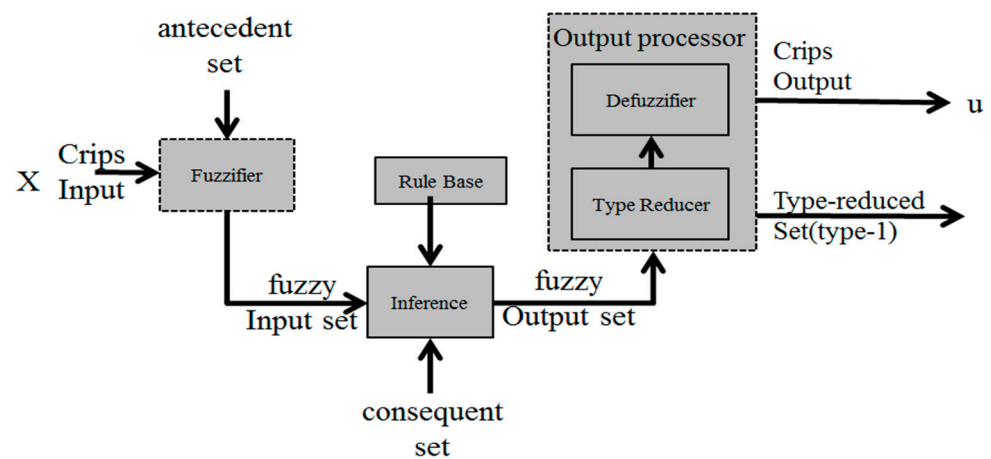 antecedent
set
X
Crips
Input
Fuzzifier
Rule Base
fuzzy
Input set
Inference
consequent
set
fuzzy
Output set
Output processor
Defuzzifier
Type Reducer
Crips
Output
u
Type-reduced
Set(type-1)